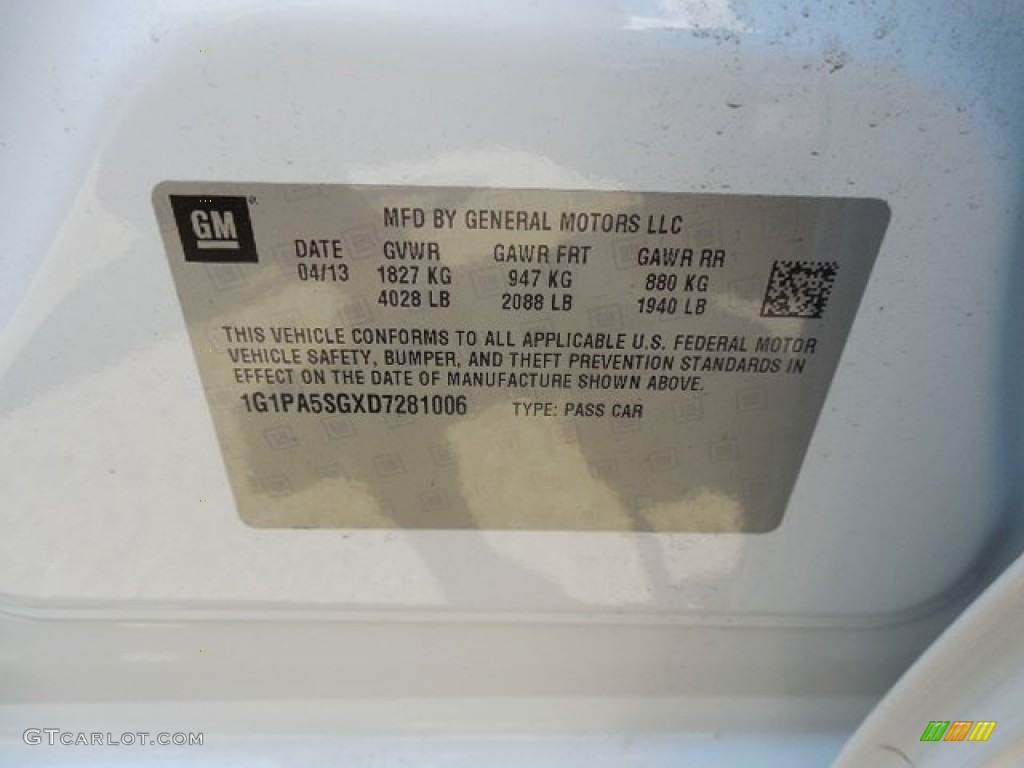 GM
MFD BY GENERAL MOTORS LLC
DATE GVWR GAWR FRT GAWR RR
04/13 1827 KG 947 KG 880 KG
4028 LB 2088 LB 1940 LB
THIS VEHICLE CONFORMS TO ALL APPLICABLE U.S. FEDERAL MOTOR
VEHICLE SAFETY, BUMPER, AND THEFT PREVENTION STANDARDS IN
EFFECT ON THE DATE OF MANUFACTURE SHOWN ABOVE.
1G1PA5SGXD7281006 TYPE: PASS CAR
GTCARLOT.COM